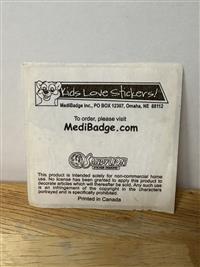 Kids Love Stickers!
MediBadge Inc., PO BOX 12307, Omaha, NE 68112
To order, please visit
MediBadge.com
This product is intended solely for non-commercial home
use. No license has been granted to apply this product to
decorate articles which will thereafter be sold. Any such use
is an infringement of the copyright in the characters
portrayed and is specifically prohibited.
Printed in Canada